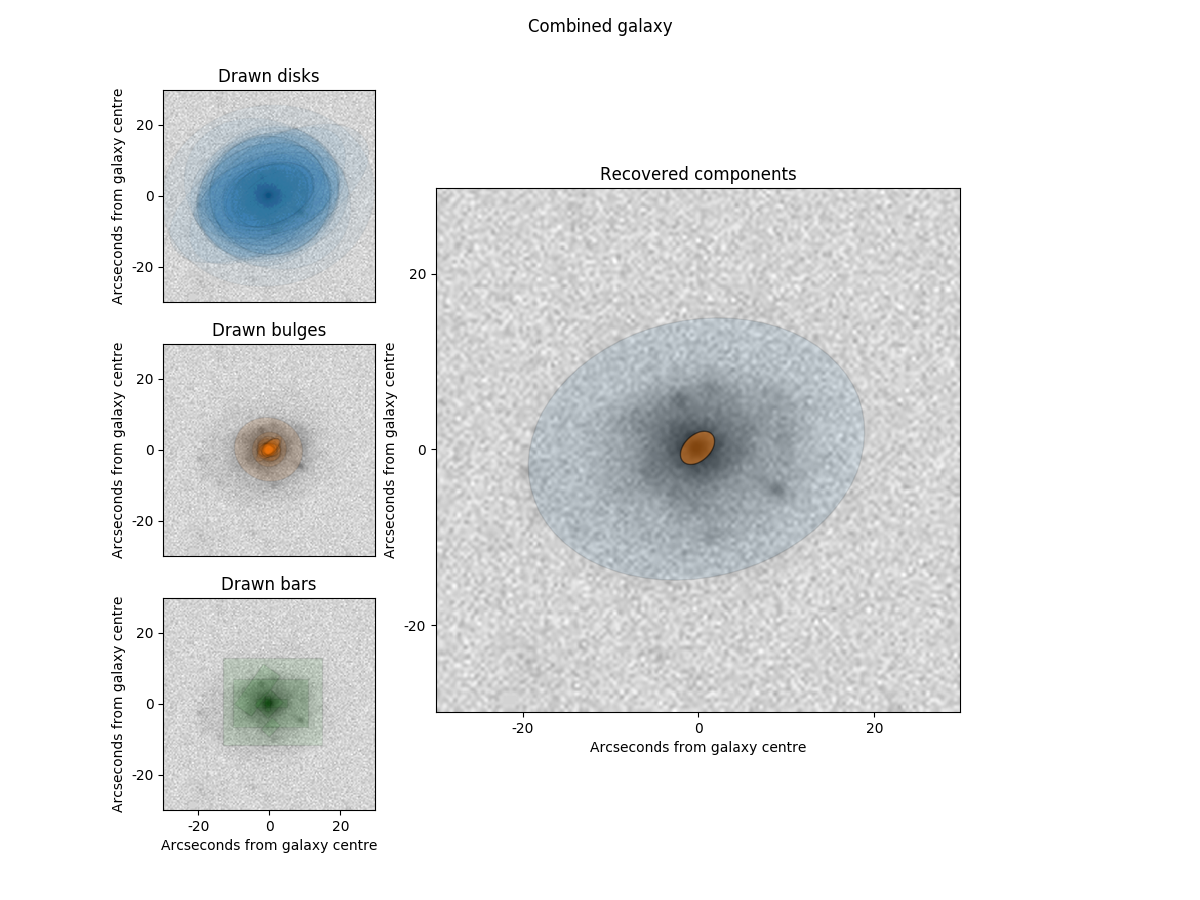 Combined galaxy
Drawn disks
Arcseconds from galaxy centre
20
0
-20
Drawn bulges
Arcseconds from galaxy centre
20
0
-20
Drawn bars
Arcseconds from galaxy centre
20
0
-20
-20 0 20
Arcseconds from galaxy centre
Recovered components
Arcseconds from galaxy centre
20
0
-20
-20 0 20
Arcseconds from galaxy centre